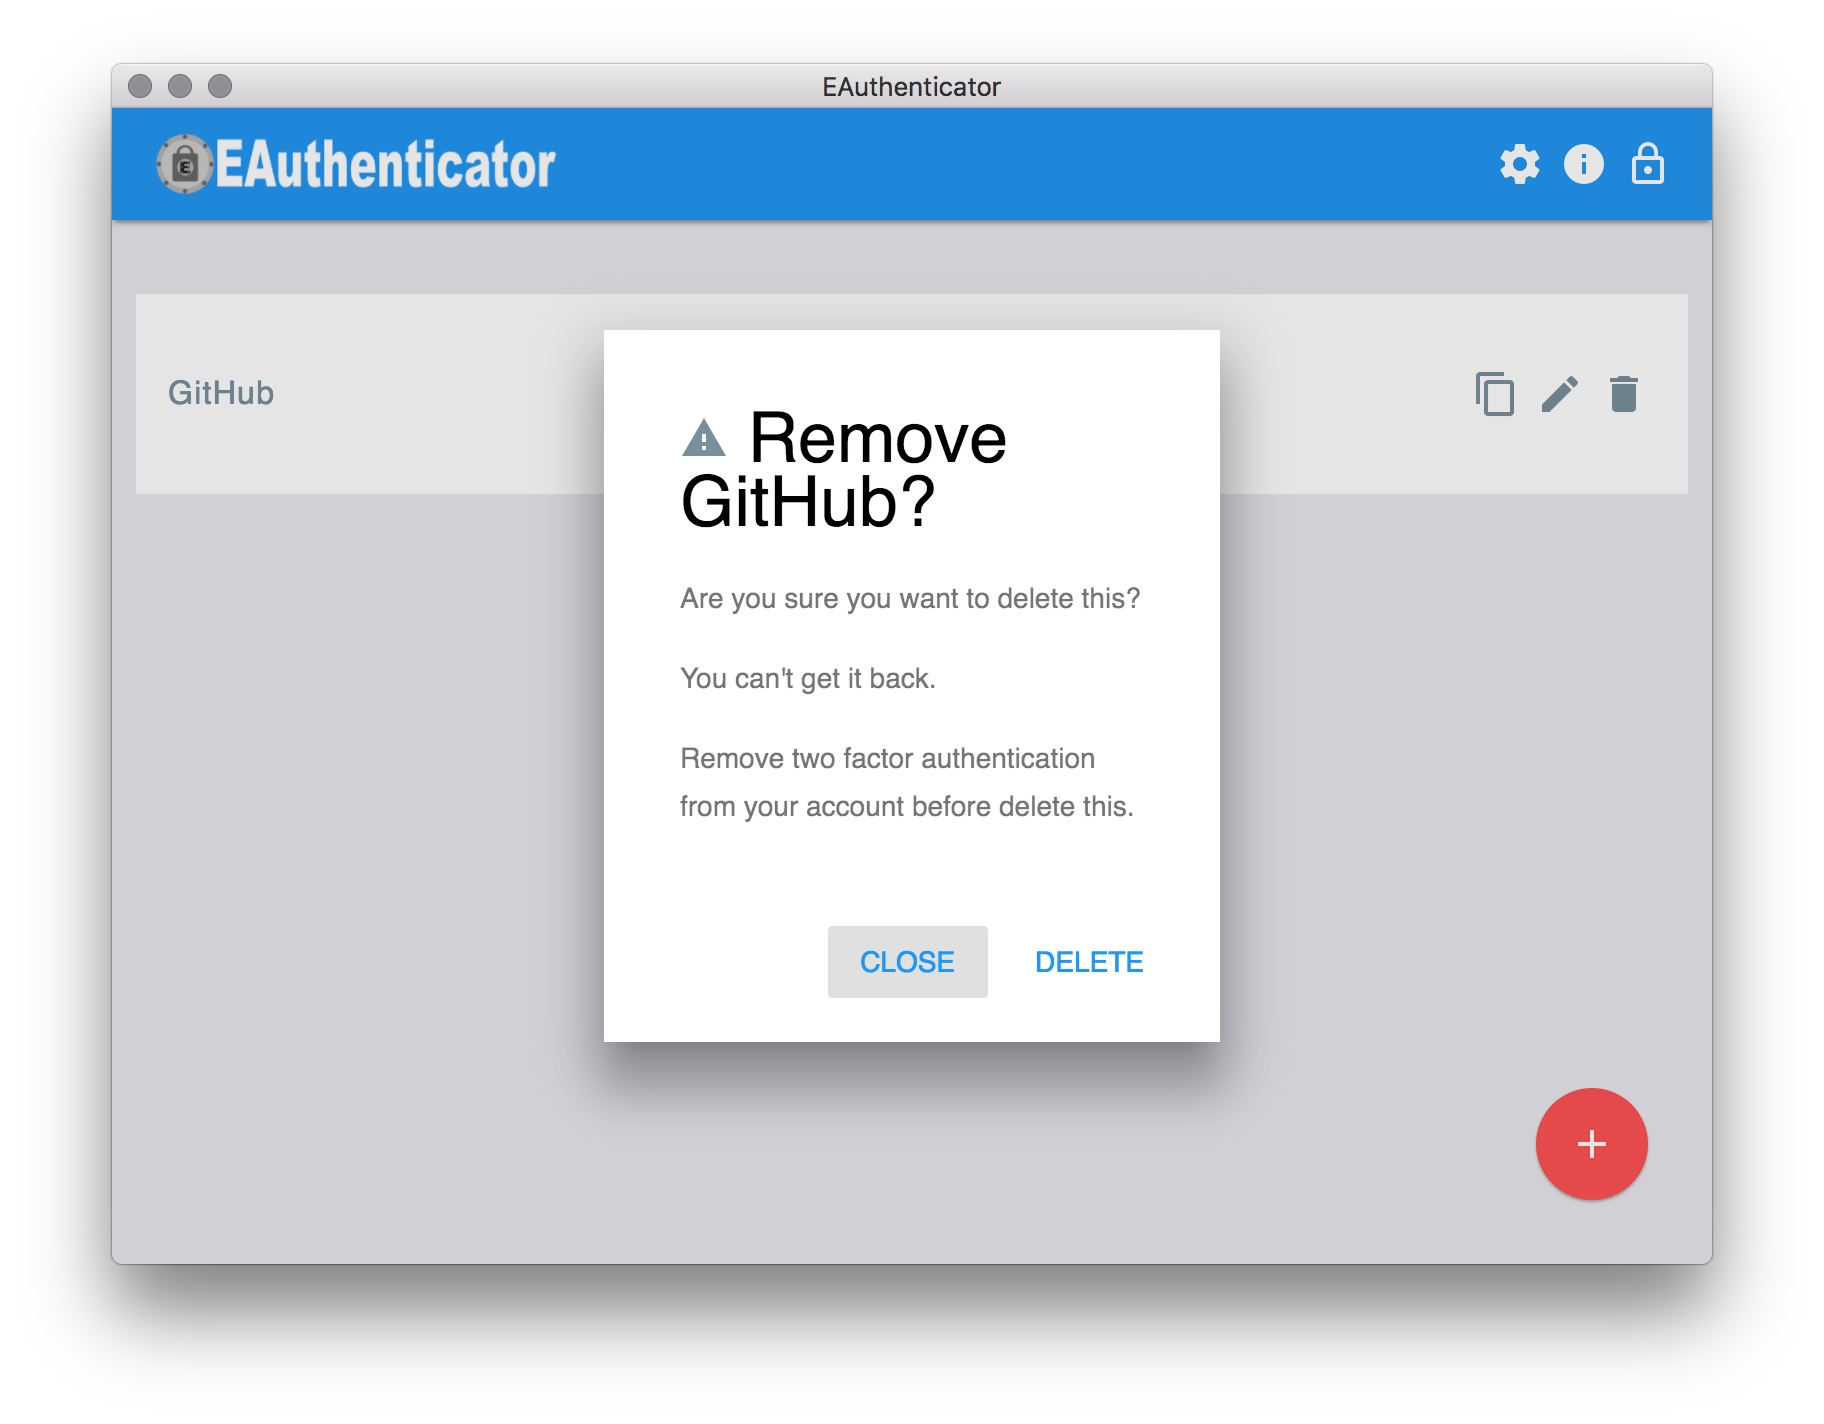 EAuthenticator
EAuthenticator
GitHub
Remove
GitHub?
Are you sure you want to delete this?
You can't get it back.
Remove two factor authentication
from your account before delete this.
CLOSE DELETE